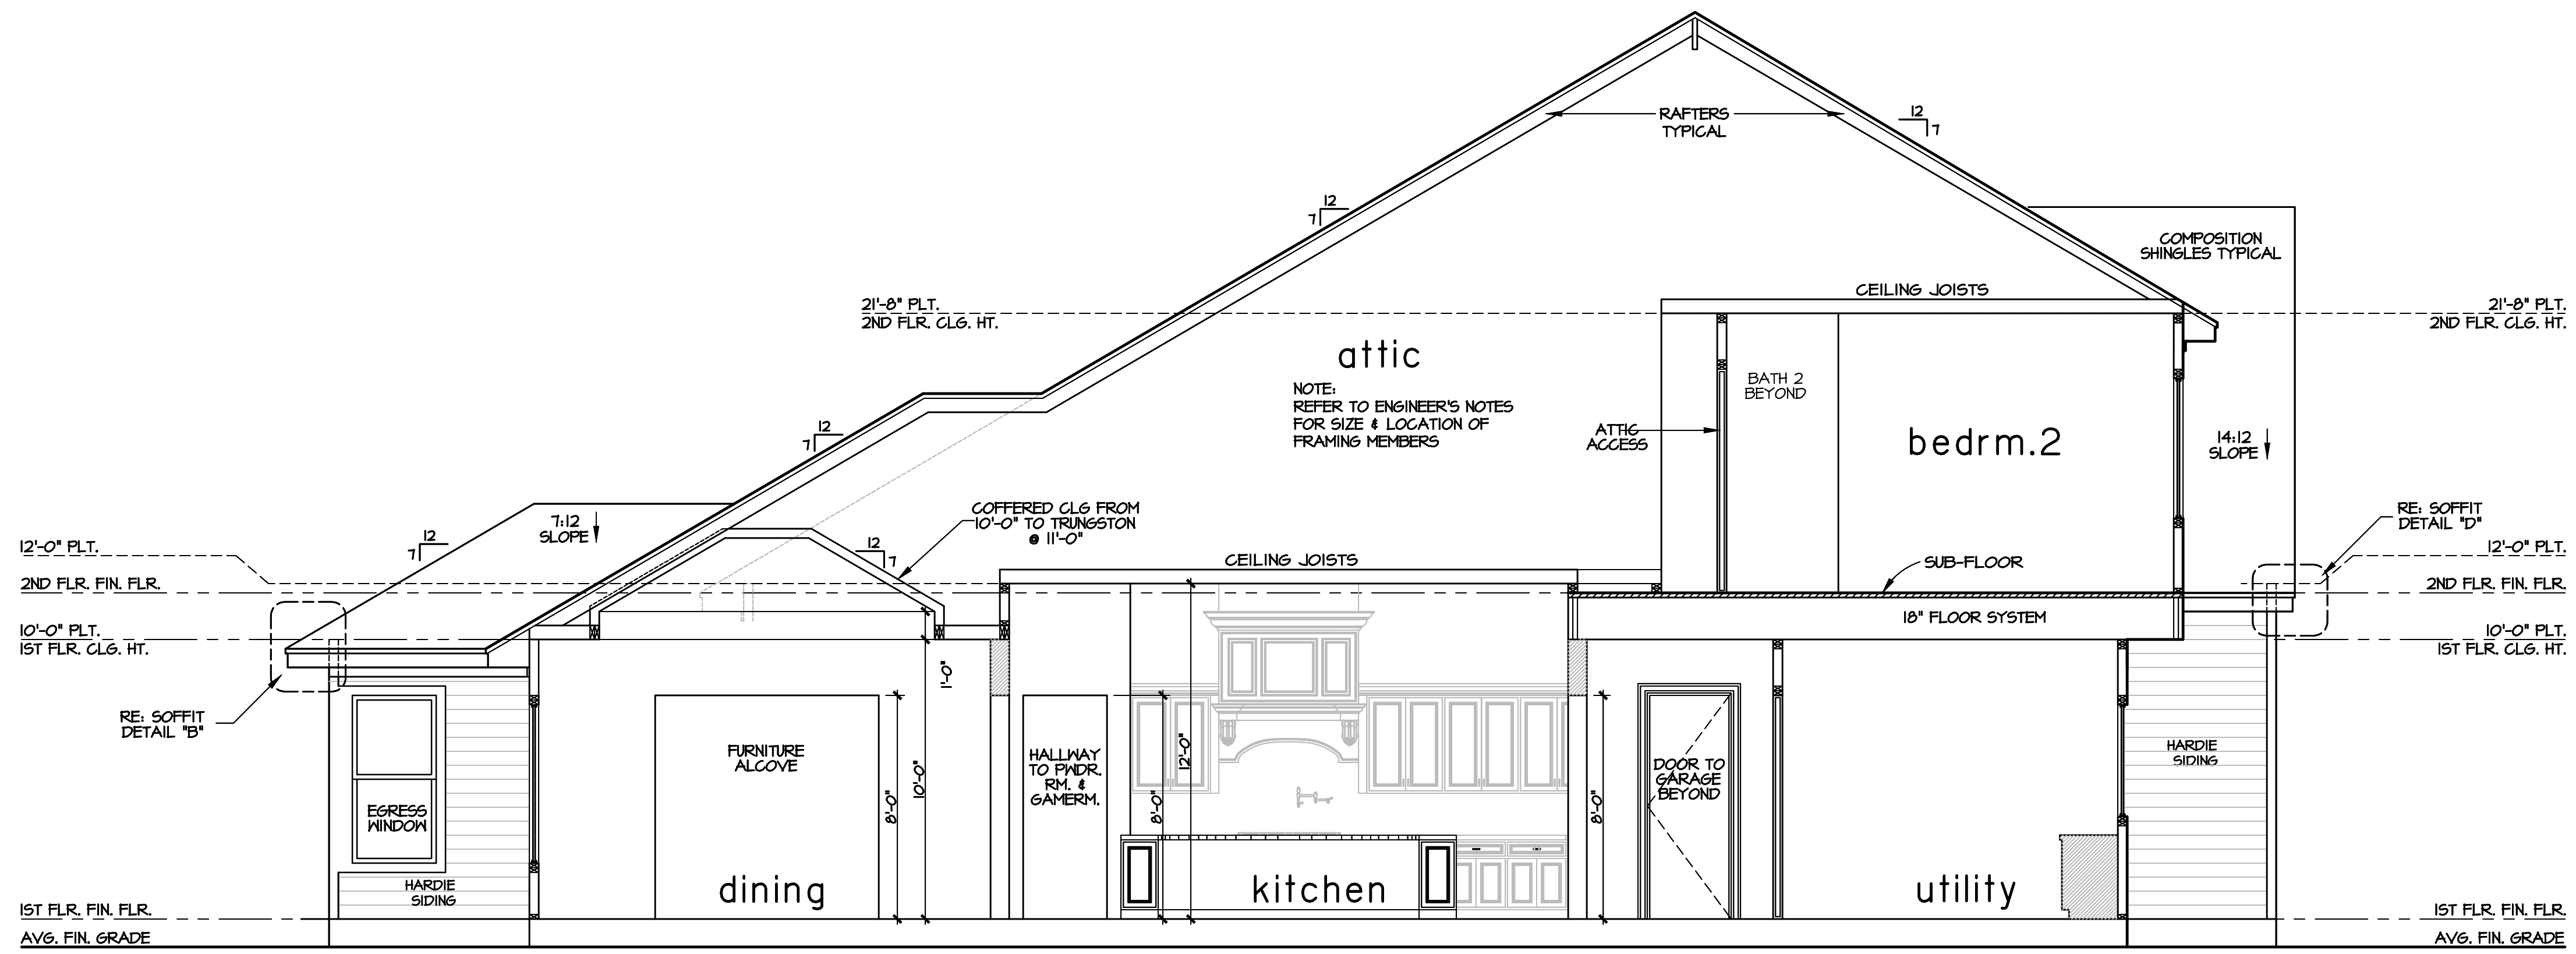 RAFTERS
TYPICAL
12
7
12
7
COMPOSITION
SHINGLES TYPICAL
CEILING JOISTS
21'-8" PLT.
2ND FLR. CLG. HT.
21'-8" PLT.
2ND FLR. CLG. HT.
attic
NOTE:
REFER TO ENGINEER'S NOTES
FOR SIZE & LOCATION OF
FRAMING MEMBERS
BATH 2
BEYOND
ATTIC
ACCESS
bedrm.2
14:12
SLOPE
12
7
COFFERED CLG FROM
10'-0" TO TRUNGSTON
@ 11'-0"
7:12
SLOPE
12
7
12
7
RE: SOFFIT
DETAIL "D"
12'-0" PLT.
2ND FLR. FIN. FLR.
10'-0" PLT.
1ST FLR. CLG. HT.
CEILING JOISTS
SUB-FLOOR
18" FLOOR SYSTEM
12'-0" PLT.
2ND FLR. FIN. FLR.
10'-0" PLT.
1ST FLR. CLG. HT.
1'-0"
RE: SOFFIT
DETAIL "B"
EGRESS
WINDOW
HARDIE
SIDING
FURNITURE
ALCOVE
8'-0"
10'-0"
HALLWAY
TO PWDR.
RM. &
GAMERM.
8'-0"
12'-0"
8'-0"
DOOR TO
GARAGE
BEYOND
HARDIE
SIDING
dining
kitchen
utility
1ST FLR. FIN. FLR.
AVG. FIN. GRADE
1ST FLR. FIN. FLR.
AVG. FIN. GRADE